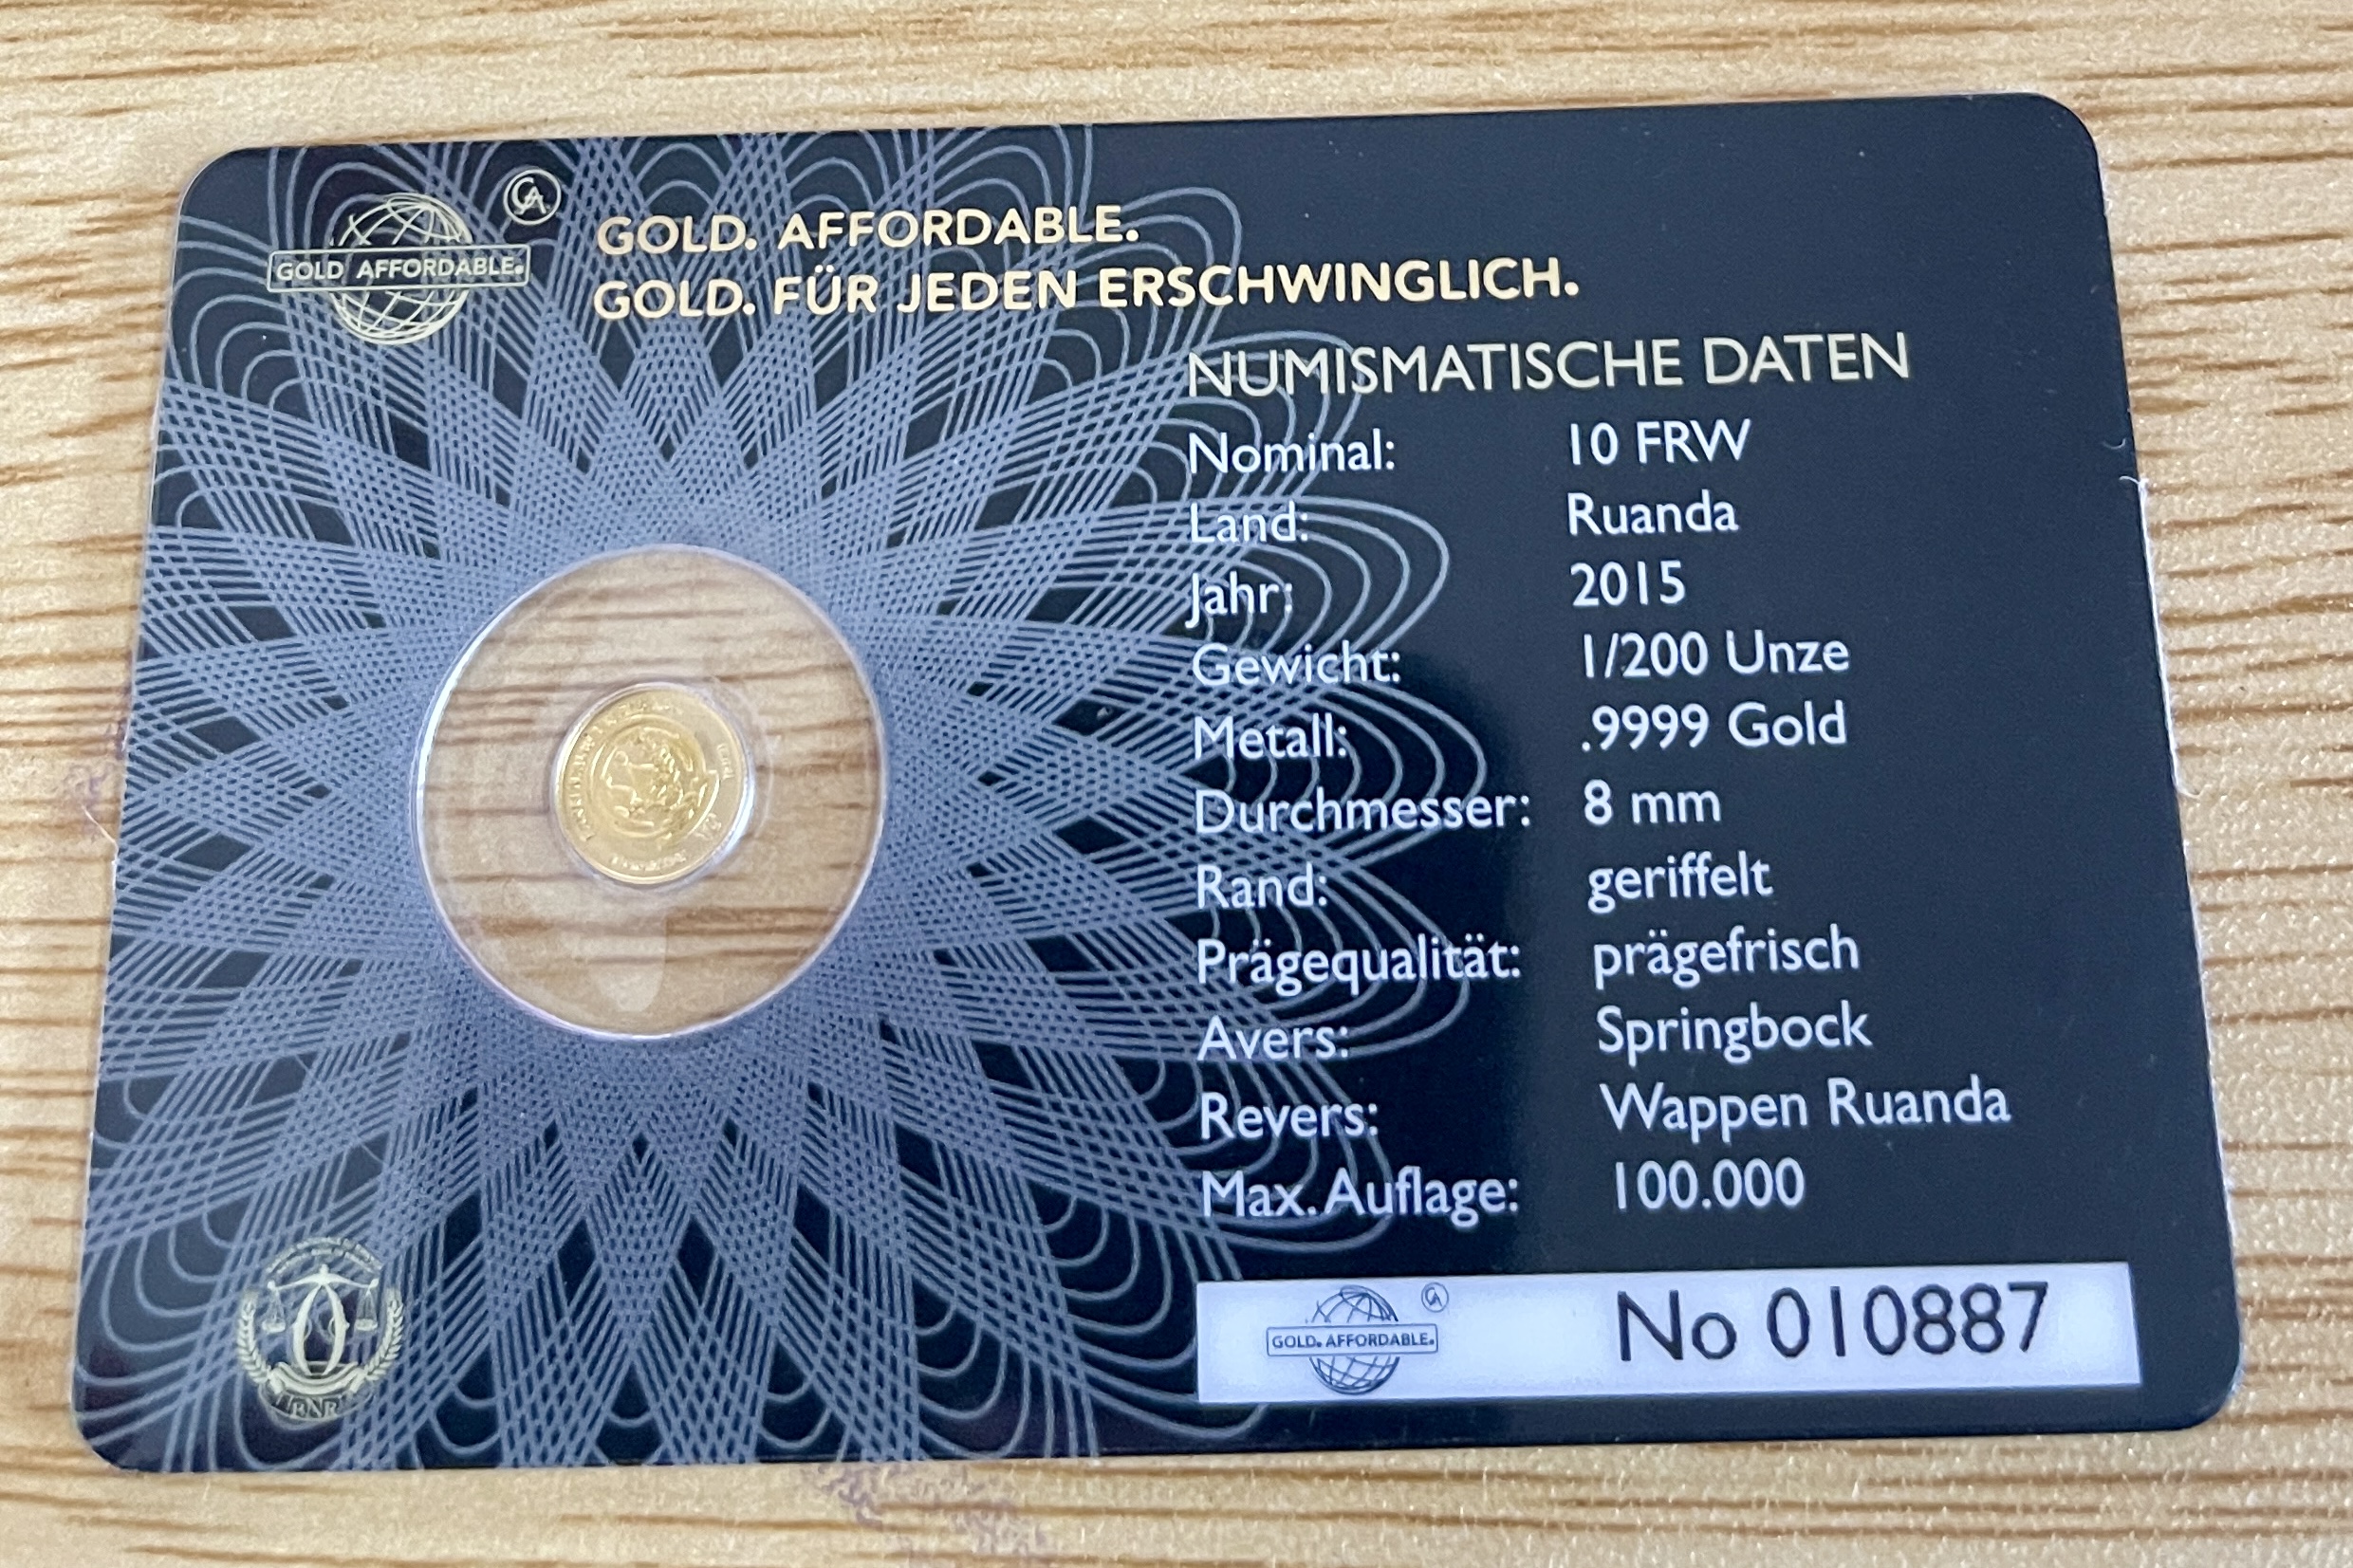 GOLD AFFORDABLE.
GOLD. AFFORDABLE.
GOLD. FÜR JEDEN ERSCHWINGLICH.
NUMISMATISCHE DATEN
Nominal: 10 FRW
Land: Ruanda
Jahr: 2015
Gewicht: 1/200 Unze
Metall: .9999 Gold
Durchmesser: 8 mm
Rand: geriffelt
Prägequalität: prägefrisch
Avers: Springbock
Revers: Wappen Ruanda
Max. Auflage: 100.000
BNR
GOLD. AFFORDABLE.
No 010887